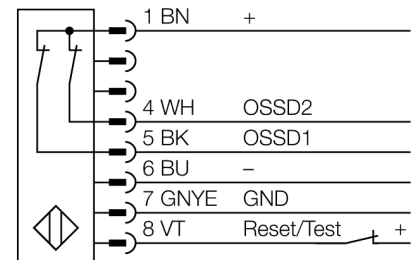 1 BN +
4 WH OSSD2
5 BK OSSD1
6 BU –
7 GNYE GND
8 VT Reset/Test +